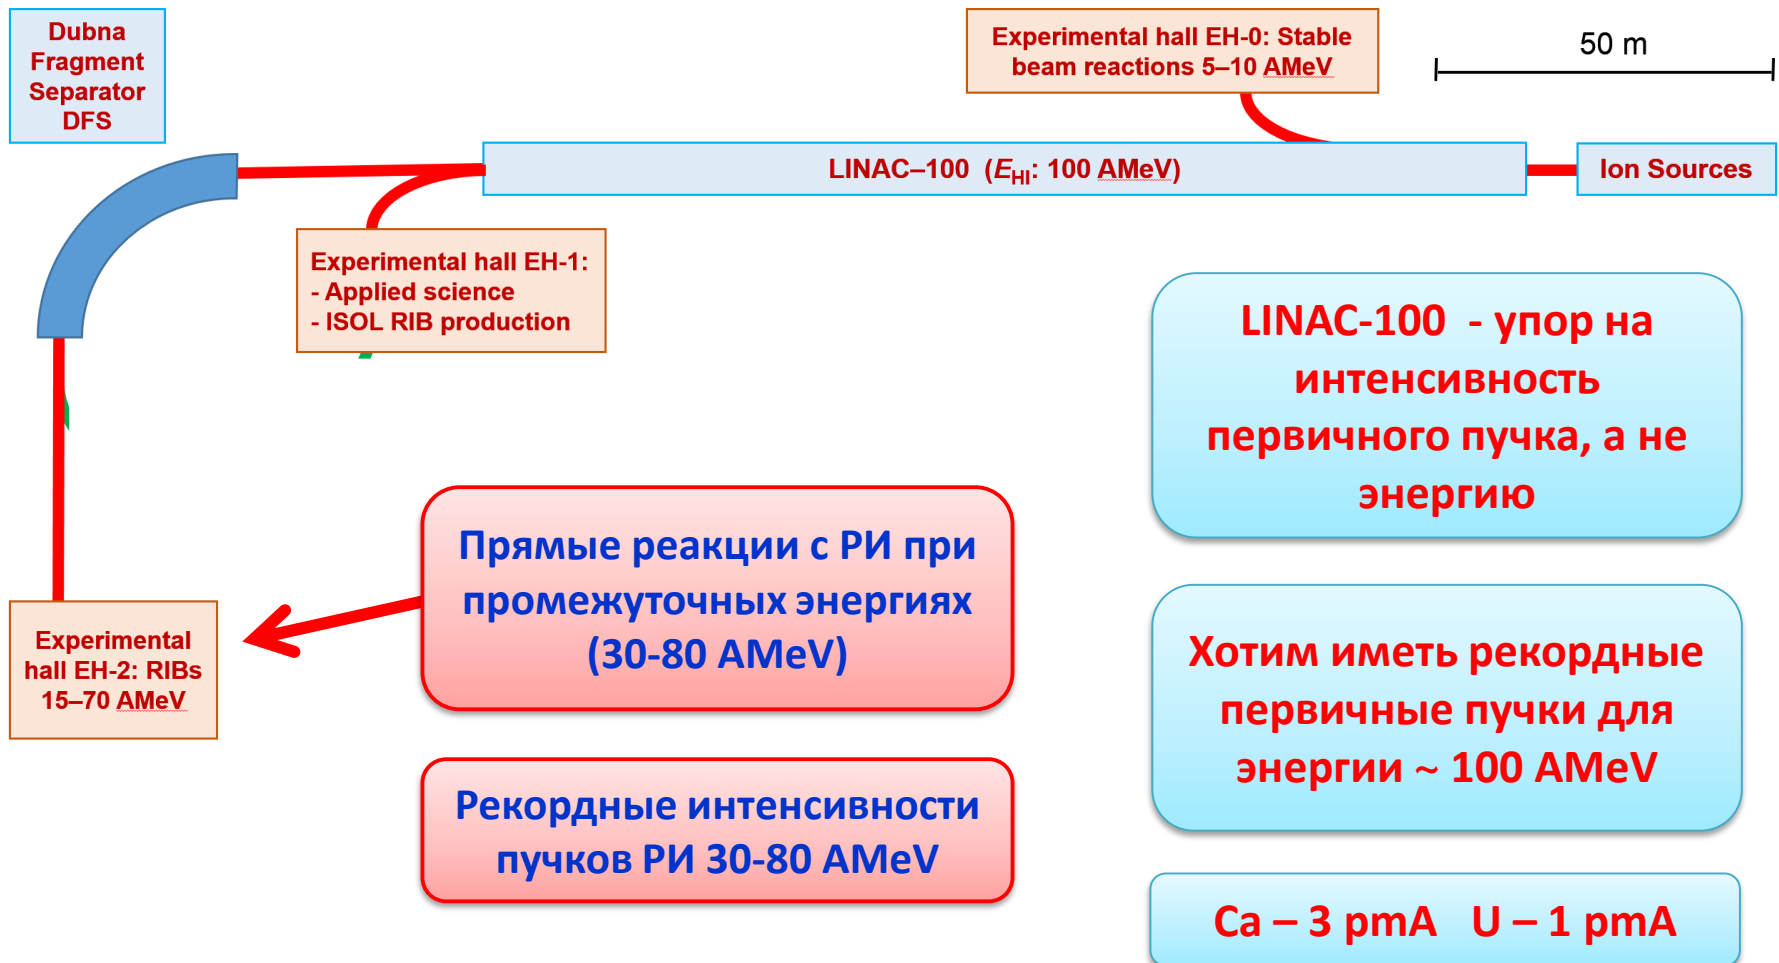 Dubna
Fragment
Separator
DFS
Experimental hall EH-0: Stable
beam reactions 5–10 AMeV
50 m
LINAC–100 (EHI: 100 AMeV)
Ion Sources
Experimental hall EH-1:
- Applied science
- ISOL RIB production
LINAC-100 - упор на
интенсивность
первичного пучка, а не
энергию
Прямые реакции с РИ при
промежуточных энергиях
(30-80 AMeV)
Experimental
hall EH-2: RIBs
15–70 AMeV
Хотим иметь рекордные
первичные пучки для
энергии ~ 100 AMeV
Рекордные интенсивности
пучков РИ 30-80 AMeV
Ca – 3 pmA U – 1 pmA